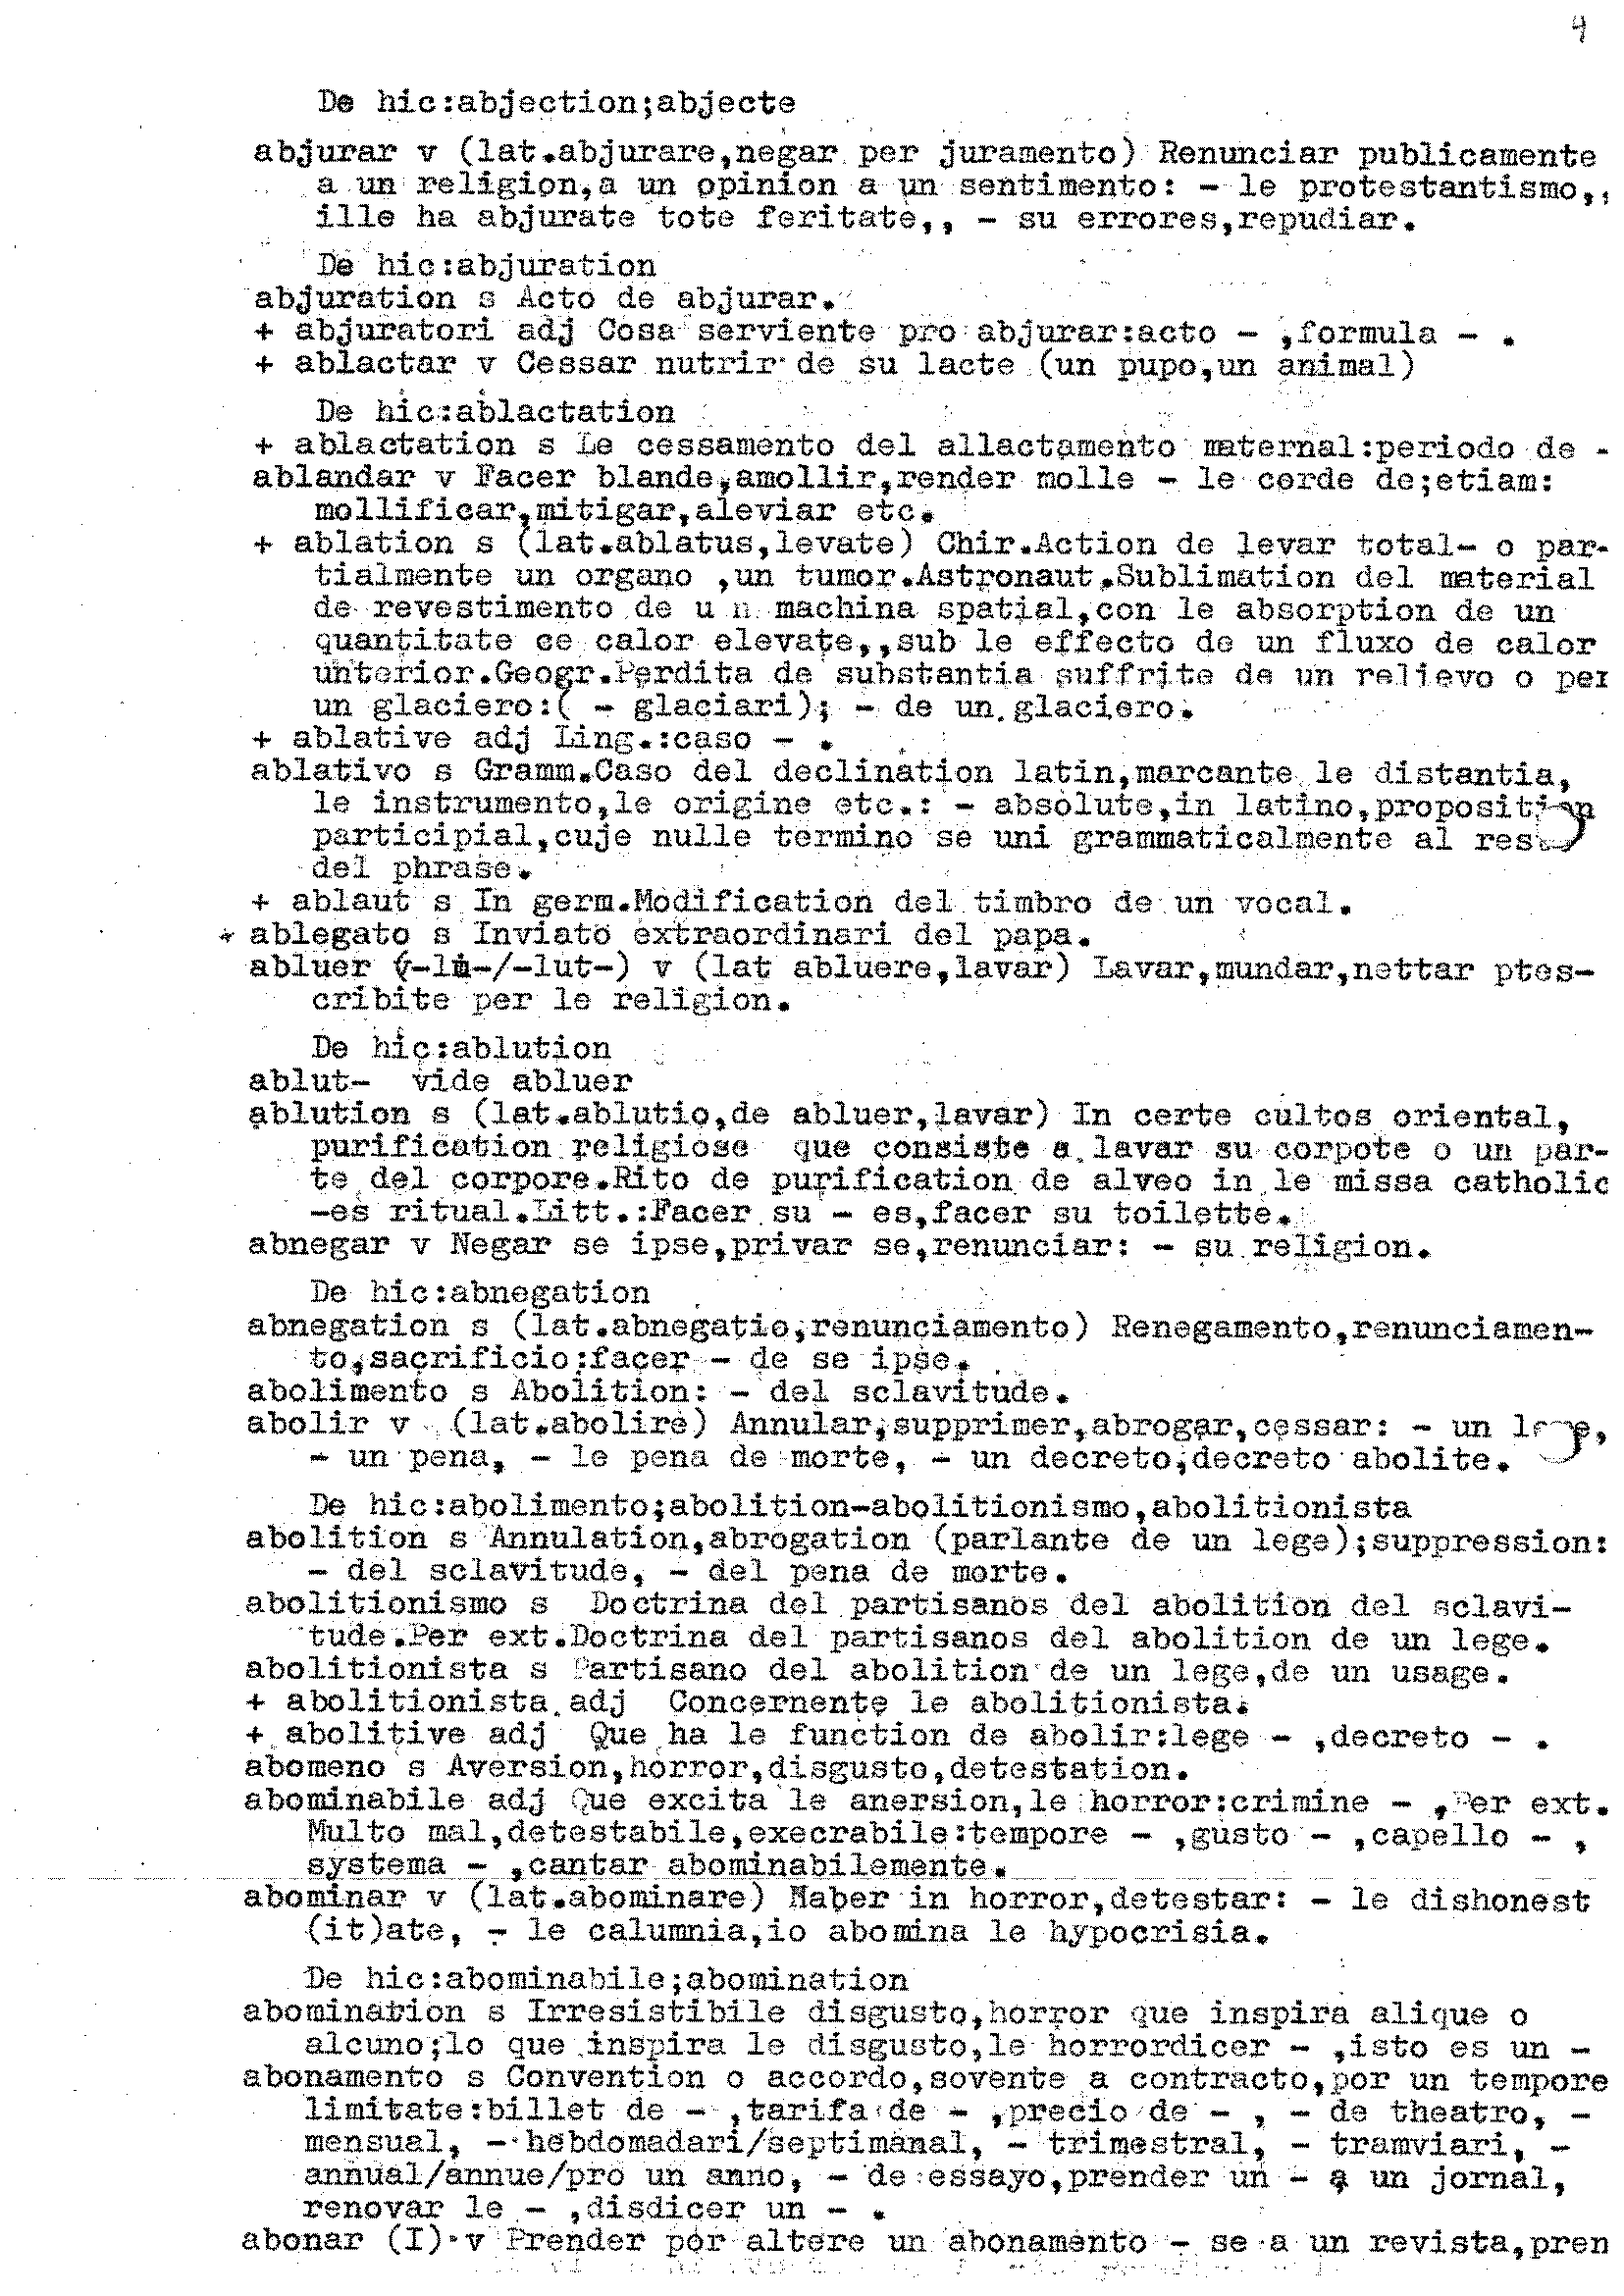 4
De hic:abjection;abjecte
abjurar v (lat.abjurare,negar per juramento) Renunciar publicamente
a un religion,a un opinion a un sentimento: - le protestantismo,,
ille ha abjurate tote feritate,, - su errores,repudiar.
De hic:abjuration
abjuration s Acto de abjurar.
+ abjuratori adj Cosa serviente pro abjurar:acto - ,formula - .
+ ablactar v Cessar nutrir de su lacte (un pupo,un animal)
De hic:ablactation
+ ablactation s Le cessamento del allactamento maternal:periodo de -
ablandar v Facer blande,amollir,render molle - le corde de;etiam:
mollificar,mitigar,aleviar etc.
+ ablation s (lat.ablatus,levate) Chir.Action de levar total- o par-
tialmente un organo ,un tumor.Astronaut.Sublimation del material
de revestimento de u n machina spatial,con le absorption de un
quantitate ce calor elevate,,sub le effecto de un fluxo de calor
unterior.Geogr.Perdita de substantia suffrite de un relievo o per
un glaciero:( - glaciari); - de un glaciero.
+ ablative adj Ling.:caso - .
ablativo s Gramm.Caso del declination latin,marcante le distantia,
le instrumento,le origine etc.: - absolute,in latino,proposition
participial,cuje nulle termino se uni grammaticalmente al res
del phrase.
+ ablaut s In germ.Modification del timbro de un vocal.
* ablegato s Inviato extraordinari del papa.
abluer (-lu-/-lut-) v (lat abluere,lavar) Lavar,mundar,nettar ptes-
cribite per le religion.
De hic:ablution
ablut- vide abluer
ablution s (lat.ablutio,de abluer,lavar) In certe cultos oriental,
purification religiose que consiste a lavar su corpote o un par-
te del corpore.Rito de purification de alveo in le missa catholic
-es ritual.Litt.:Facer su - es,facer su toilette.
abnegar v Negar se ipse,privar se,renunciar: - su religion.
De hic:abnegation
abnegation s (lat.abnegatio,renunciamento) Renegamento,renunciamen-
to,sacrificio:facer - de se ipse.
abolimento s Abolition: - del sclavitude.
abolir v (lat.abolire) Annular,supprimer,abrogar,cessar: - un lege,
- un pena, - le pena de morte, - un decreto;decreto abolite.
De hic:abolimento;abolition-abolitionismo,abolitionista
abolition s Annulation,abrogation (parlante de un lege);suppression:
- del sclavitude, - del pena de morte.
abolitionismo s Doctrina del partisanos del abolition del sclavi-
tude.Per ext.Doctrina del partisanos del abolition de un lege.
abolitionista s Partisano del abolition de un lege,de un usage.
+ abolitionista adj Concernente le abolitionista.
+ abolitive adj Que ha le function de abolir:lege - ,decreto - .
abomeno s Aversion,horror,disgusto,detestation.
abominabile adj Que excita le anersion,le horror:crimine - ,Per ext.
Multo mal,detestabile,execrabile:tempore - ,gusto - ,capello - ,
systema - ,cantar abominabilemente.
abominar v (lat.abominare) Haber in horror,detestar: - le dishonest
(it)ate, - le calumnia,io abomina le hypocrisia.
De hic:abominabile;abomination
abomination s Irresistibile disgusto,horror que inspira alique o
alcuno;lo que inspira le disgusto,le horrordicer - ,isto es un -
abonamento s Convention o accordo,sovente a contracto,por un tempore
limitate:billet de - ,tarifa de - ,precio de - , - de theatro, -
mensual, - hebdomadari/septimanal, - trimestral, - tramviari, -
annual/annue/pro un anno, - de essayo,prender un - a un jornal,
renovar le - ,disdicer un - .
abonar (I) v Prender por altere un abonamento - se a un revista,pren